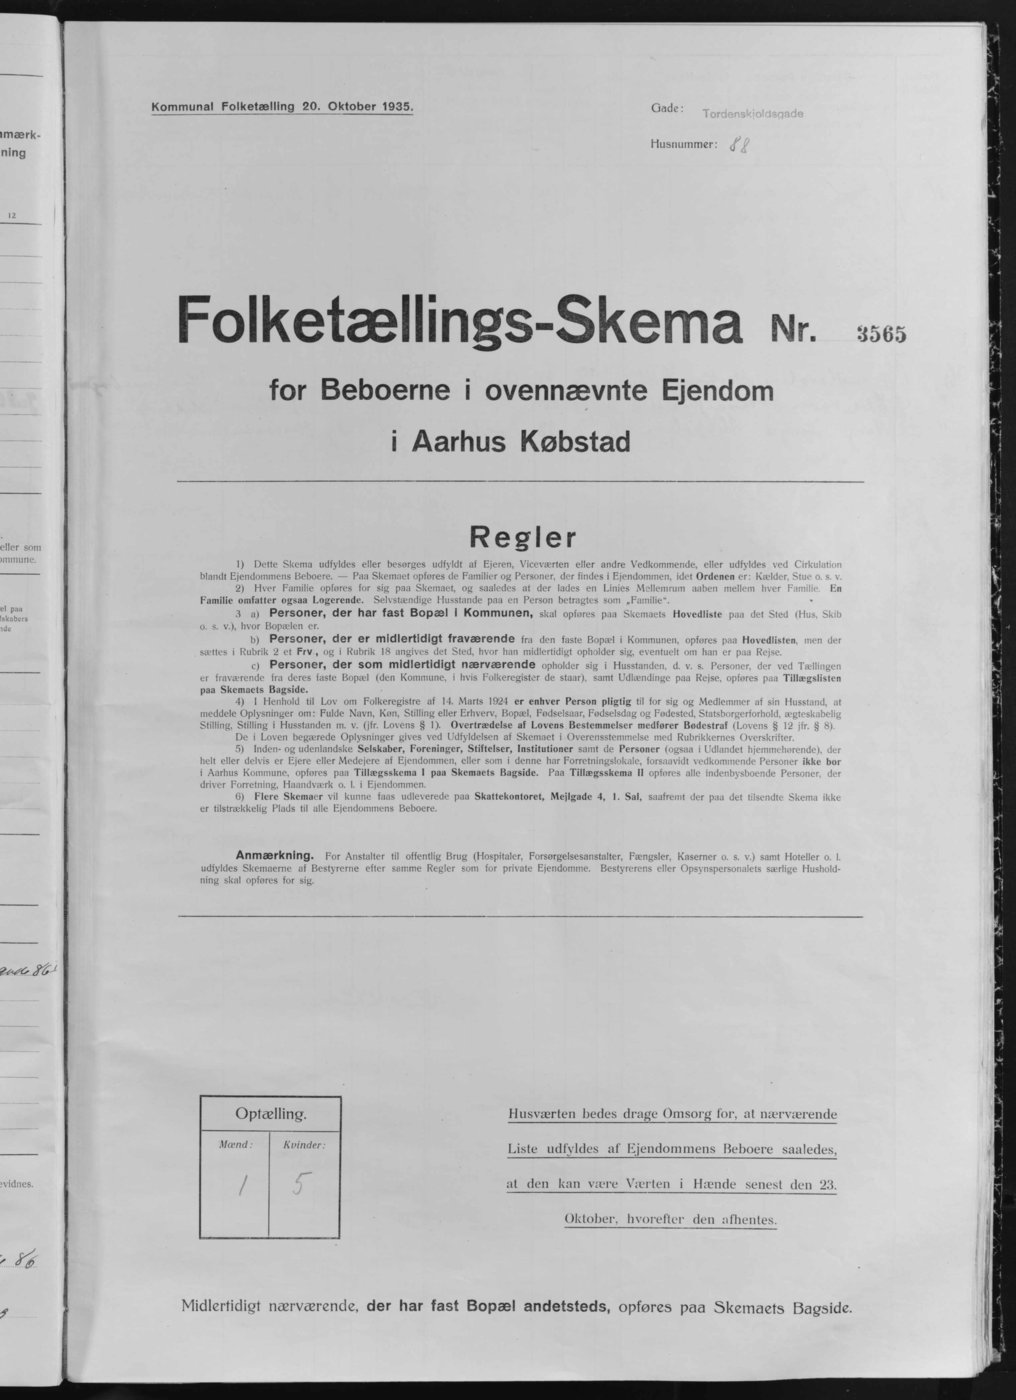 Kommunal Folketælling 20. Oktober 1935.
Gade: Tordenskjoldsgade
Husnummer: 88
Folketællings-Skema Nr. 3565
for Beboerne i ovennævnte Ejendom
i Aarhus Købstad
Regler
1) Dette Skema udfyldes eller besørges udfyldt af Ejeren, Viceværten eller andre Vedkommende, eller udfyldes ved Cirkulation
blandt Ejendommens Beboere. — Paa Skemaet opføres de Familier og Personer, der findes i Ejendommen, idet Ordenen er: Kælder, Stue o. s. v.
2) Hver Familie opføres for sig paa Skemaet, og saaledes at der lades en Linies Mellemrum aaben mellem hver Familie. En
Familie omfatter ogsaa Logerende. Selvstændige Husstande paa en Person betragtes som „Familie“.
3 a) Personer, der har fast Bopæl i Kommunen, skal opføres paa Skemaets Hovedliste paa det Sted (Hus, Skib
o. s. v.), hvor Bopælen er.
b) Personer, der er midlertidigt fraværende fra den faste Bopæl i Kommunen, opføres paa Hovedlisten, men der
sættes i Rubrik 2 et Frv., og i Rubrik 18 angives det Sted, hvor han midlertidigt opholder sig, eventuelt om han er paa Rejse.
c) Personer, der som midlertidigt nærværende opholder sig i Husstanden, d. v. s. Personer, der ved Tællingen
er fraværende fra deres faste Bopæl (den Kommune, i hvis Folkeregister de staar), samt Udlændinge paa Rejse, opføres paa Tillægslisten
paa Skemaets Bagside.
4) I Henhold til Lov om Folkeregistre af 14. Marts 1924 er enhver Person pligtig til for sig og Medlemmer af sin Husstand, at
meddele Oplysninger om: Fulde Navn, Køn, Stilling eller Erhverv, Bopæl, Fødselsaar, Fødselsdag og Fødested, Statsborgerforhold, ægteskabelig
Stilling, Stilling i Husstanden m. v. (jfr. Lovens § 1). Overtrædelse af Lovens Bestemmelser medfører Bødestraf (Lovens § 12 jfr. § 8).
De i Loven begærede Oplysninger gives ved Udfyldelsen af Skemaet i Overensstemmelse med Rubrikkernes Overskrifter.
5) Inden- og udenlandske Selskaber, Foreninger, Stiftelser, Institutioner samt de Personer (ogsaa i Udlandet hjemmehørende), der
helt eller delvis er Ejere eller Medejere af Ejendommen, eller som i denne har Forretningslokale, forsaavidt vedkommende Personer ikke bor
i Aarhus Kommune, opføres paa Tillægsskema I paa Skemaets Bagside. Paa Tillægsskema II opføres alle indenbysboende Personer, der
driver Forretning, Haandværk o. l. i Ejendommen.
6) Flere Skemaer vil kunne faas udleverede paa Skattekontoret, Mejlgade 4, 1. Sal, saafremt der paa det tilsendte Skema ikke
er tilstrækkelig Plads til alle Ejendommens Beboere.
Anmærkning. For Anstalter til offentlig Brug (Hospitaler, Forsørgelsesanstalter, Fængsler, Kaserner o. s. v.) samt Hoteller o. l.
udfyldes Skemaerne af Bestyrerne efter samme Regler som for private Ejendomme. Bestyrerens eller Opsynspersonalets særlige Hushold-
ning skal opføres for sig.
Optælling.
Mænd: Kvinder:
1 5
Husværten bedes drage Omsorg for, at nærværende
Liste udfyldes af Ejendommens Beboere saaledes,
at den kan være Værten i Hænde senest den 23.
Oktober, hvorefter den afhentes.
Midlertidigt nærværende, der har fast Bopæl andetsteds, opføres paa Skemaets Bagside.